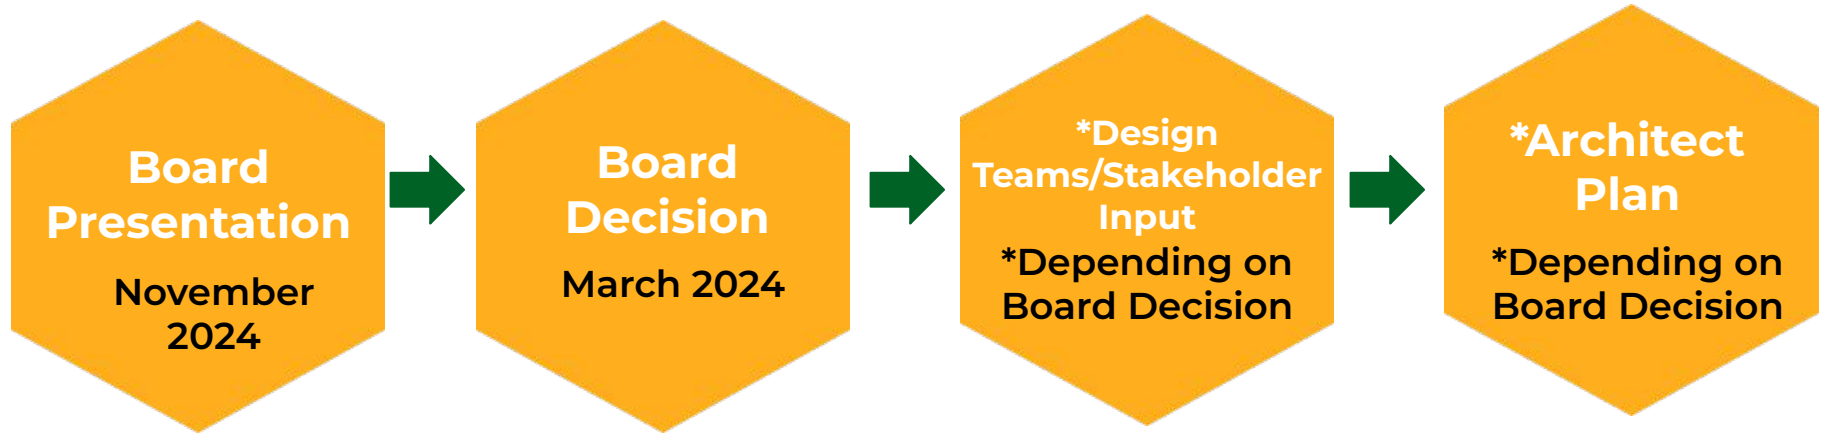 Board
Presentation
November
2024
Board
Decision
March 2024
*Design
Teams/Stakeholder
Input
*Depending on
Board Decision
*Architect
Plan
*Depending on
Board Decision